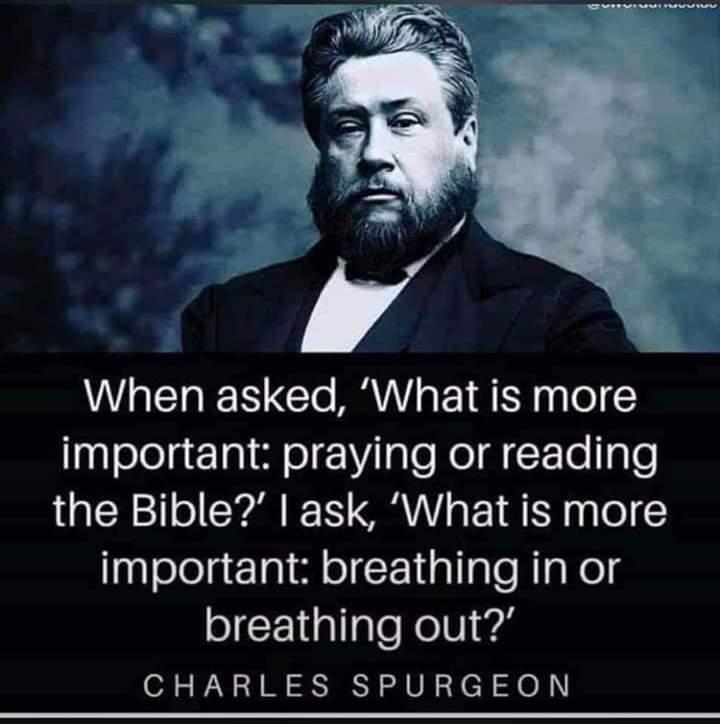 When asked, ‘What is more
important: praying or reading
the Bible?’ I ask, ‘What is more
important: breathing in or
breathing out?’
CHARLES SPURGEON